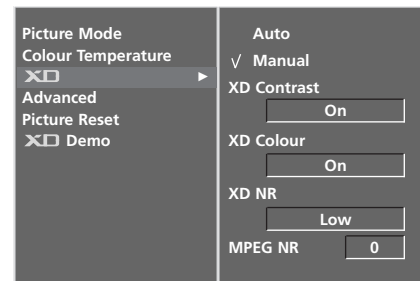 Picture Mode
Colour Temperature
XD
Advanced
Picture Reset
XD Demo
Auto
√ Manual
XD Contrast
On
XD Colour
On
XD NR
Low
MPEG NR 0